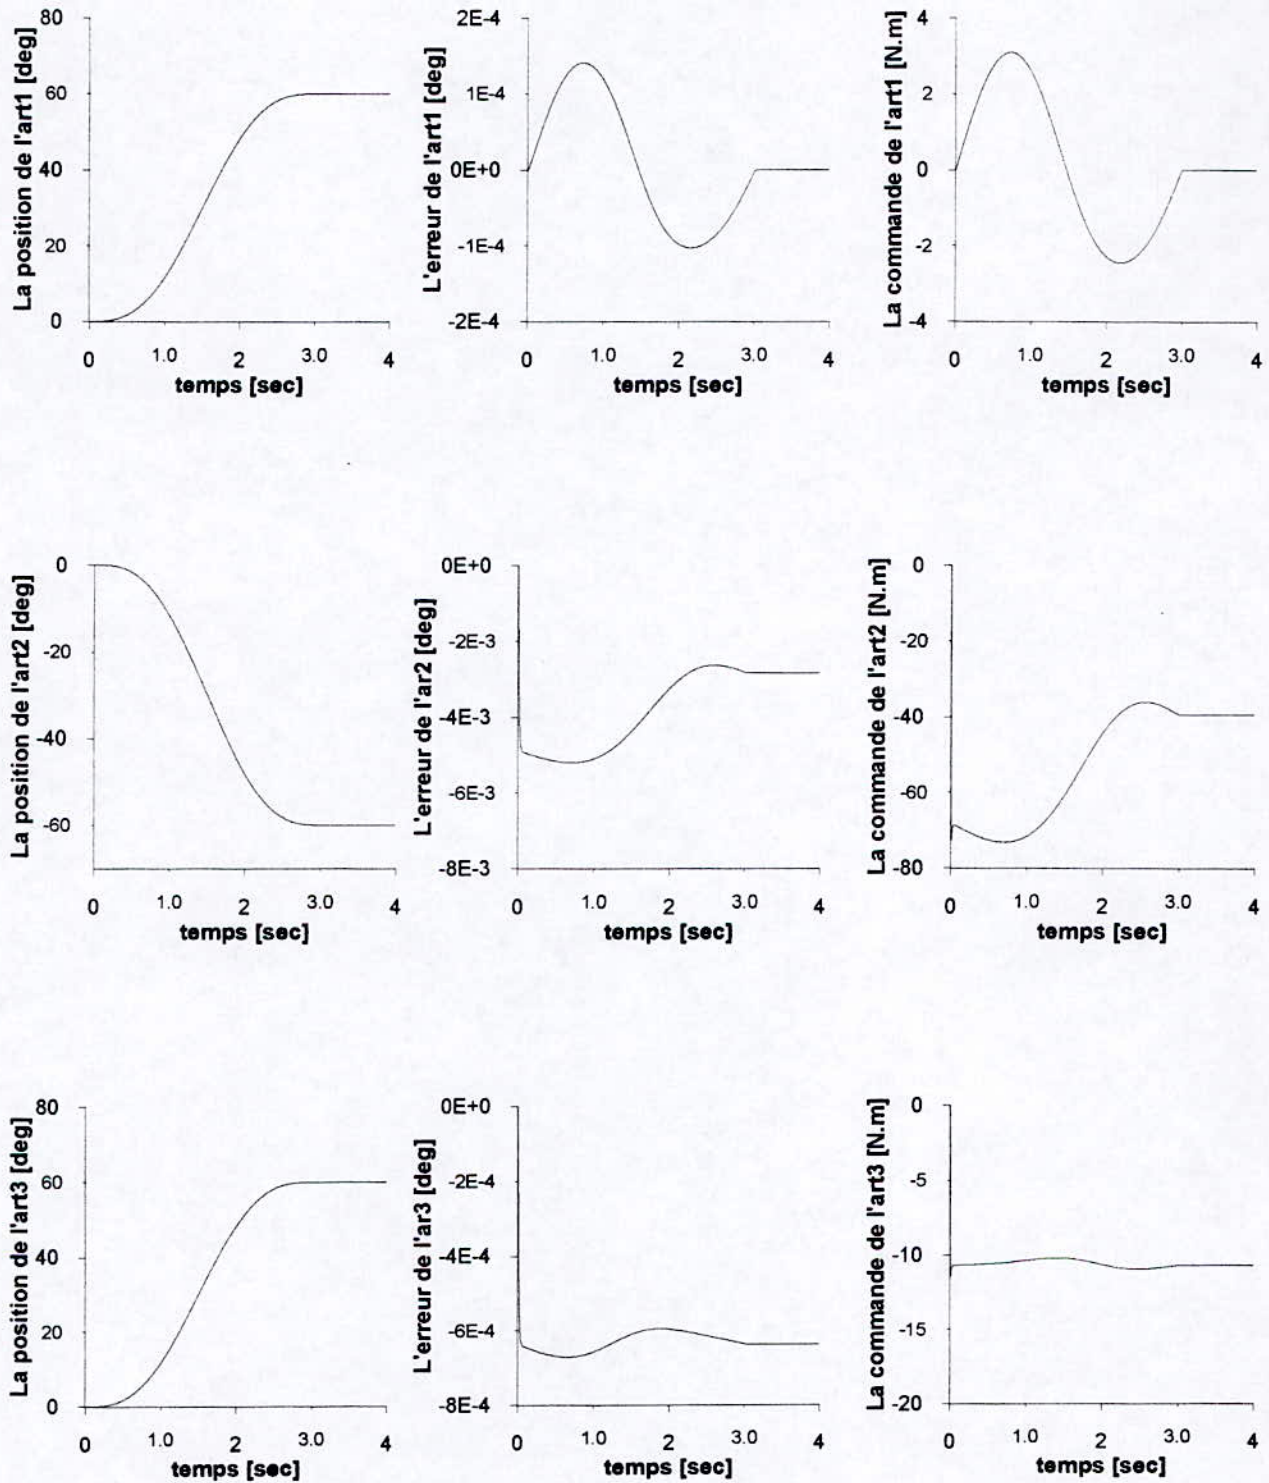 La position de l'art1 [deg]
80
60
40
20
0
0 1.0 2 3.0 4
temps [sec]
L'erreur de l'art1 [deg]
2E-4
1E-4
0E+0
-1E-4
-2E-4
0 1.0 2 3.0 4
temps [sec]
La commande de l'art1 [N.m]
4
2
0
-2
-4
0 1.0 2 3.0 4
temps [sec]
La position de l'art2 [deg]
0
-20
-40
-60
0 1.0 2 3.0 4
temps [sec]
L'erreur de l'ar2 [deg]
0E+0
-2E-3
-4E-3
-6E-3
-8E-3
0 1.0 2 3.0 4
temps [sec]
La commande de l'art2 [N.m]
0
-20
-40
-60
-80
0 1.0 2 3.0 4
temps [sec]
La position de l'art3 [deg]
80
60
40
20
0
0 1.0 2 3.0 4
temps [sec]
L'erreur de l'ar3 [deg]
0E+0
-2E-4
-4E-4
-6E-4
-8E-4
0 1.0 2 3.0 4
temps [sec]
La commande de l'art3 [N.m]
0
-5
-10
-15
-20
0 1.0 2 3.0 4
temps [sec]